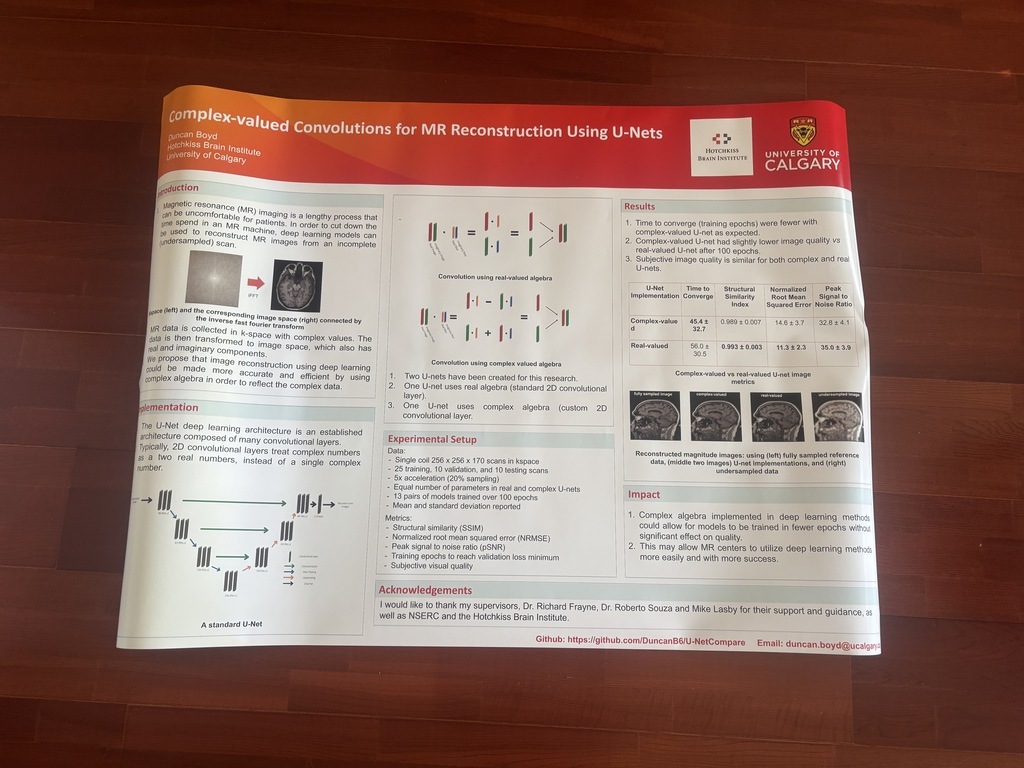 Complex-valued Convolutions for MR Reconstruction Using U-Nets
Duncan Boyd
Hotchkiss Brain Institute
University of Calgary
HOTCHKISS
BRAIN INSTITUTE
UNIVERSITY OF
CALGARY
ntroduction
Magnetic resonance (MR) imaging is a lengthy process that
can be uncomfortable for patients. In order to cut down the
time spend in an MR machine, deep learning models can
be used to reconstruct MR images from an incomplete
(undersampled) scan.
iFFT
space (left) and the corresponding image space (right) connected by
the inverse fast fourier transform
MR data is collected in k-space with complex values. The
data is then transformed to image space, which also has
real and imaginary components.
We propose that image reconstruction using deep learning
could be made more accurate and efficient by using
complex algebra in order to reflect the complex data.
plementation
The U-Net deep learning architecture is an established
architecture composed of many convolutional layers.
Typically, 2D convolutional layers treat complex numbers
as a two real numbers, instead of a single complex
number.
A standard U-Net
Convolution using real-valued algebra
Convolution using complex valued algebra
1. Two U-nets have been created for this research.
2. One U-net uses real algebra (standard 2D convolutional
layer).
3. One U-net uses complex algebra (custom 2D
convolutional layer.
Experimental Setup
Data:
- Single coil 256 x 256 x 170 scans in kspace
- 25 training, 10 validation, and 10 testing scans
- 5x acceleration (20% sampling)
- Equal number of parameters in real and complex U-nets
- 13 pairs of models trained over 100 epochs
- Mean and standard deviation reported
Metrics:
- Structural similarity (SSIM)
- Normalized root mean squared error (NRMSE)
- Peak signal to noise ratio (pSNR)
- Training epochs to reach validation loss minimum
- Subjective visual quality
Results
1. Time to converge (training epochs) were fewer with
complex-valued U-net as expected.
2. Complex-valued U-net had slightly lower image quality vs
real-valued U-net after 100 epochs.
3. Subjective image quality is similar for both complex and real
U-nets.
U-Net Implementation Time to Converge Structural Similarity Index Normalized Root Mean Squared Error Peak Signal to Noise Ratio
Complex-valued 45.4 ± 32.7 0.989 ± 0.007 14.6 ± 3.7 32.8 ± 4.1
Real-valued 56.0 ± 30.5 0.993 ± 0.003 11.3 ± 2.3 35.0 ± 3.9
Complex-valued vs real-valued U-net image
metrics
fully sampled image complex-valued real-valued undersampled image
Reconstructed magnitude images: using (left) fully sampled reference
data, (middle two images) U-net implementations, and (right)
undersampled data
Impact
1. Complex algebra implemented in deep learning methods
could allow for models to be trained in fewer epochs without
significant effect on quality.
2. This may allow MR centers to utilize deep learning methods
more easily and with more success.
Acknowledgements
I would like to thank my supervisors, Dr. Richard Frayne, Dr. Roberto Souza and Mike Lasby for their support and guidance, as
well as NSERC and the Hotchkiss Brain Institute.
Github: https://github.com/DuncanB6/U-NetCompare Email: duncan.boyd@ucalgary.c